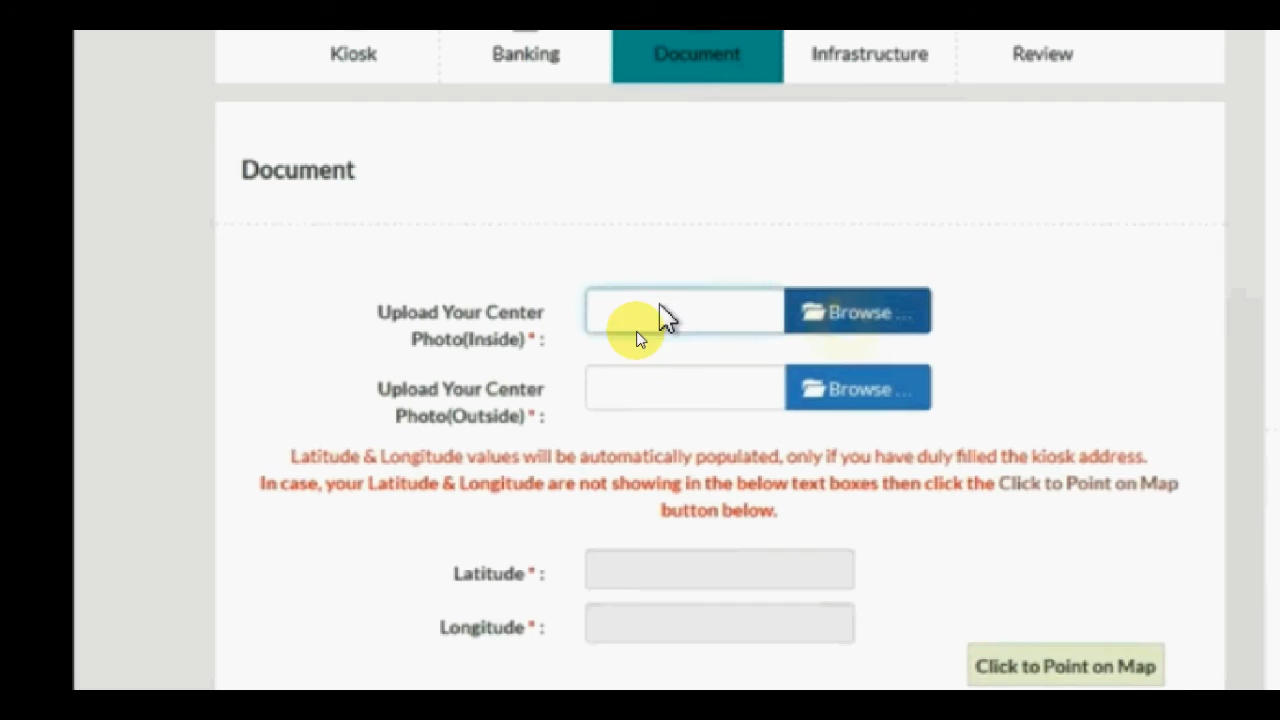 Kiosk Banking Document Infrastructure Review
Document
Upload Your Center
Photo(Inside) * :
Browse ...
Upload Your Center
Photo(Outside) * :
Browse ...
Latitude & Longitude values will be automatically populated, only if you have duly filled the kiosk address.
In case, your Latitude & Longitude are not showing in the below text boxes then click the Click to Point on Map
button below.
Latitude * :
Longitude * :
Click to Point on Map